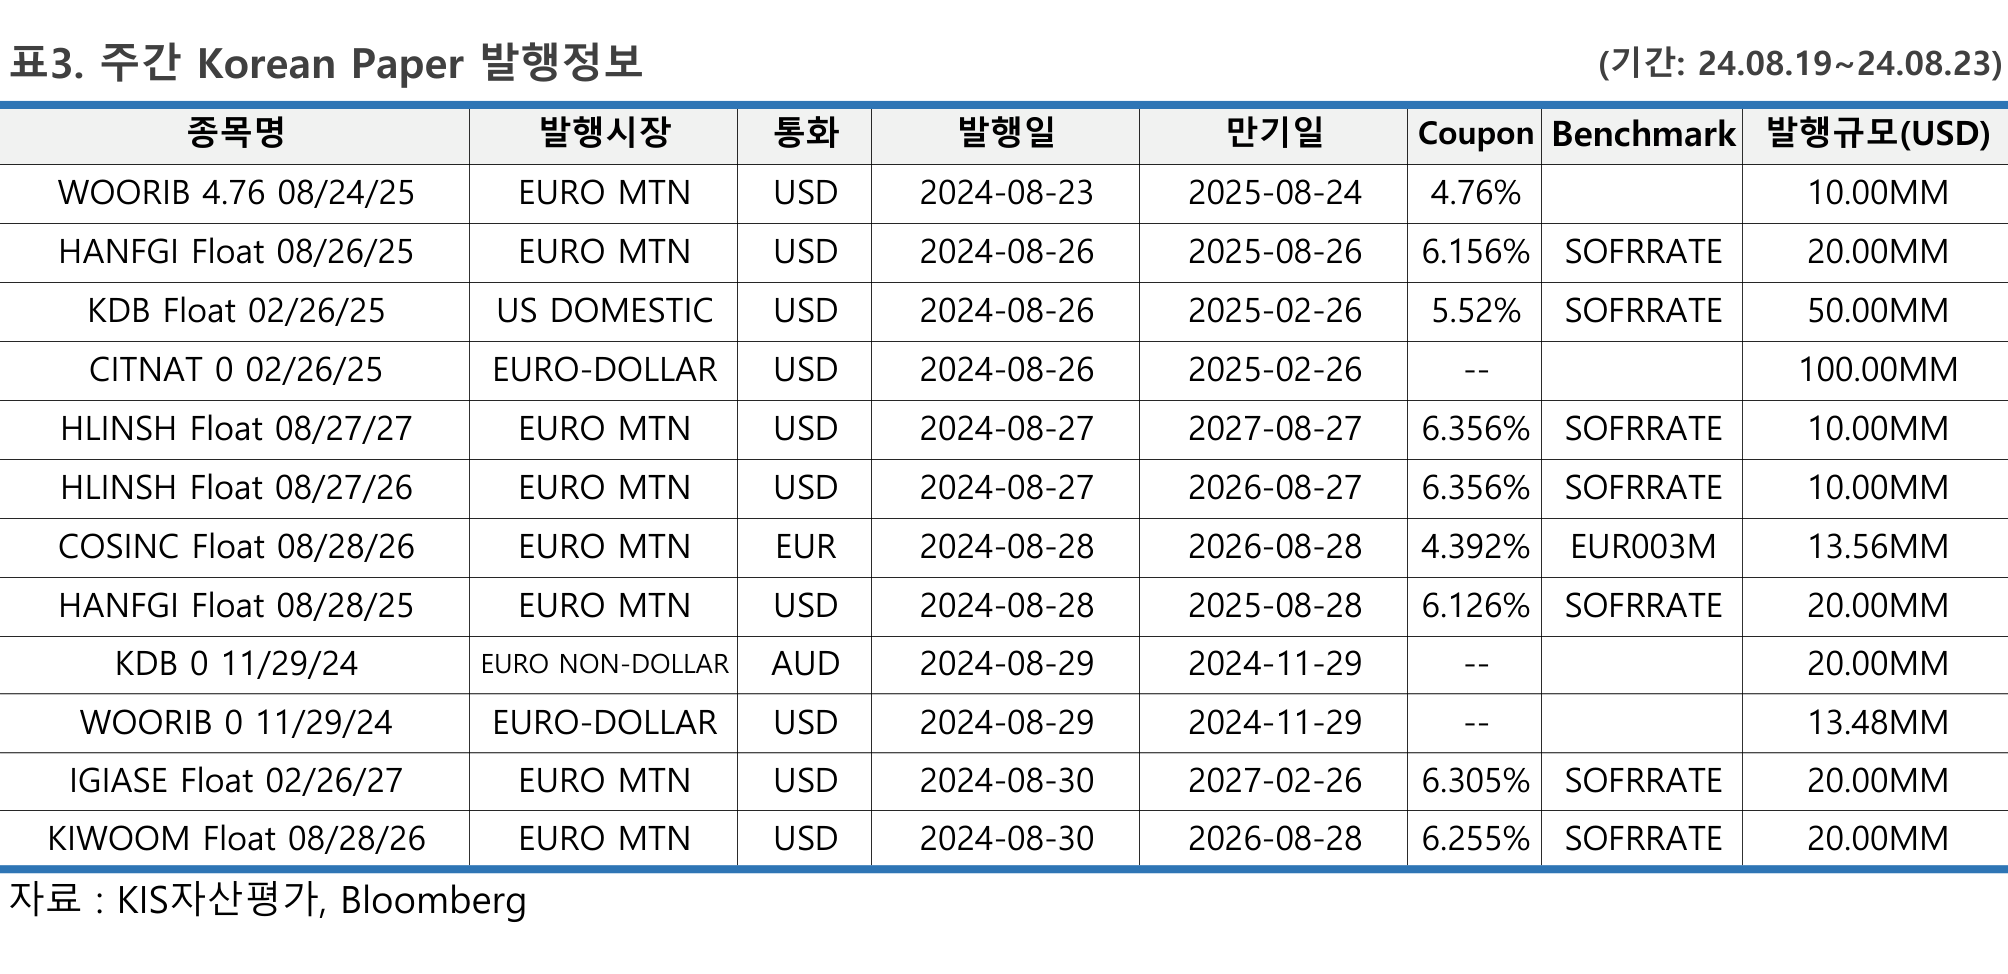 표3. 주간 Korean Paper 발행정보 (기간: 24.08.19~24.08.23)
종목명 발행시장 통화 발행일 만기일 Coupon Benchmark 발행규모(USD)
WOORIB 4.76 08/24/25 EURO MTN USD 2024-08-23 2025-08-24 4.76% 10.00MM
HANFGI Float 08/26/25 EURO MTN USD 2024-08-26 2025-08-26 6.156% SOFRRATE 20.00MM
KDB Float 02/26/25 US DOMESTIC USD 2024-08-26 2025-02-26 5.52% SOFRRATE 50.00MM
CITNAT 0 02/26/25 EURO-DOLLAR USD 2024-08-26 2025-02-26 -- 100.00MM
HLINSH Float 08/27/27 EURO MTN USD 2024-08-27 2027-08-27 6.356% SOFRRATE 10.00MM
HLINSH Float 08/27/26 EURO MTN USD 2024-08-27 2026-08-27 6.356% SOFRRATE 10.00MM
COSINC Float 08/28/26 EURO MTN EUR 2024-08-28 2026-08-28 4.392% EUR003M 13.56MM
HANFGI Float 08/28/25 EURO MTN USD 2024-08-28 2025-08-28 6.126% SOFRRATE 20.00MM
KDB 0 11/29/24 EURO NON-DOLLAR AUD 2024-08-29 2024-11-29 -- 20.00MM
WOORIB 0 11/29/24 EURO-DOLLAR USD 2024-08-29 2024-11-29 -- 13.48MM
IGIASE Float 02/26/27 EURO MTN USD 2024-08-30 2027-02-26 6.305% SOFRRATE 20.00MM
KIWOOM Float 08/28/26 EURO MTN USD 2024-08-30 2026-08-28 6.255% SOFRRATE 20.00MM
자료 : KIS자산평가, Bloomberg